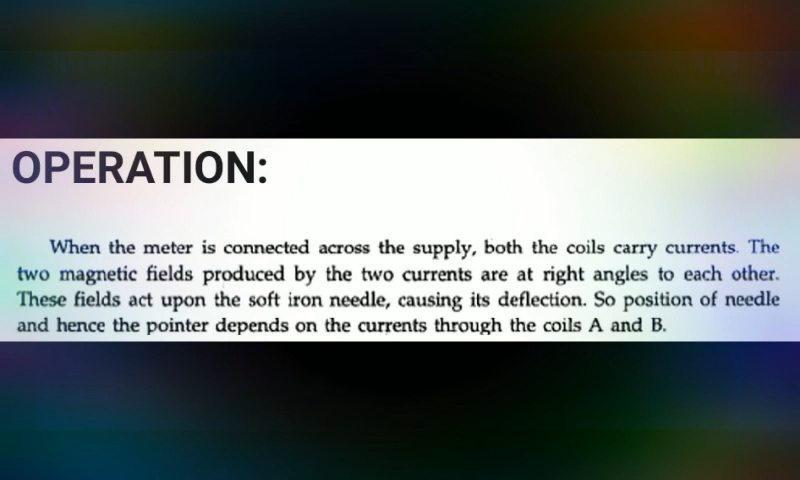 OPERATION:
When the meter is connected across the supply, both the coils carry currents. The
two magnetic fields produced by the two currents are at right angles to each other.
These fields act upon the soft iron needle, causing its deflection. So position of needle
and hence the pointer depends on the currents through the coils A and B.